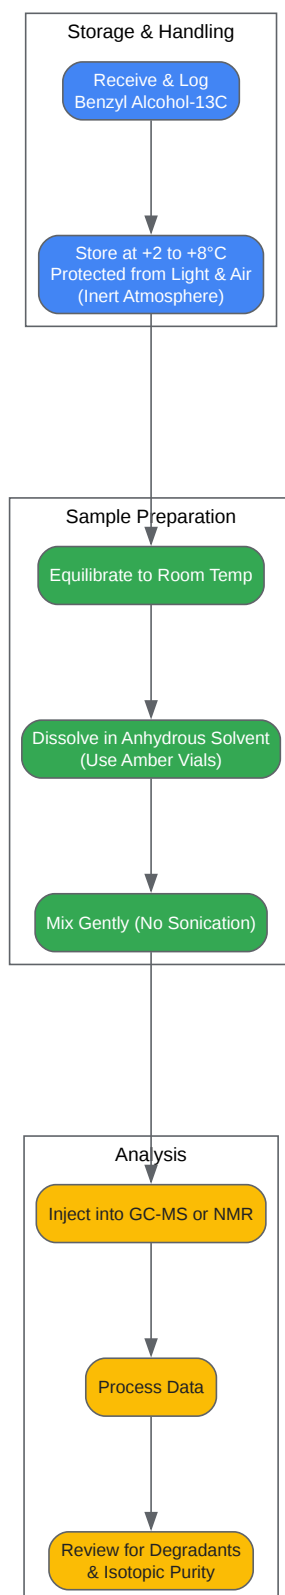 Storage & Handling
Receive & Log
Benzyl Alcohol-13C
Store at +2 to +8°C
Protected from Light & Air
(Inert Atmosphere)
Sample Preparation
Equilibrate to Room Temp
Dissolve in Anhydrous Solvent
(Use Amber Vials)
Mix Gently (No Sonication)
Analysis
Inject into GC-MS or NMR
Process Data
Review for Degradants
& Isotopic Purity